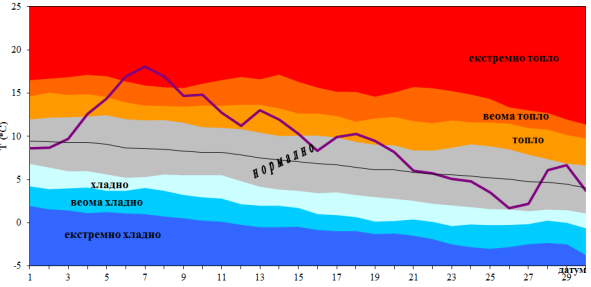 25
20
15
10
5
0
-5
T (°C)
екстремно топло
веома топло
топло
нормално
хладно
веома хладно
екстремно хладно
1 3 5 7 9 11 13 15 17 19 21 23 25 27 29
датум